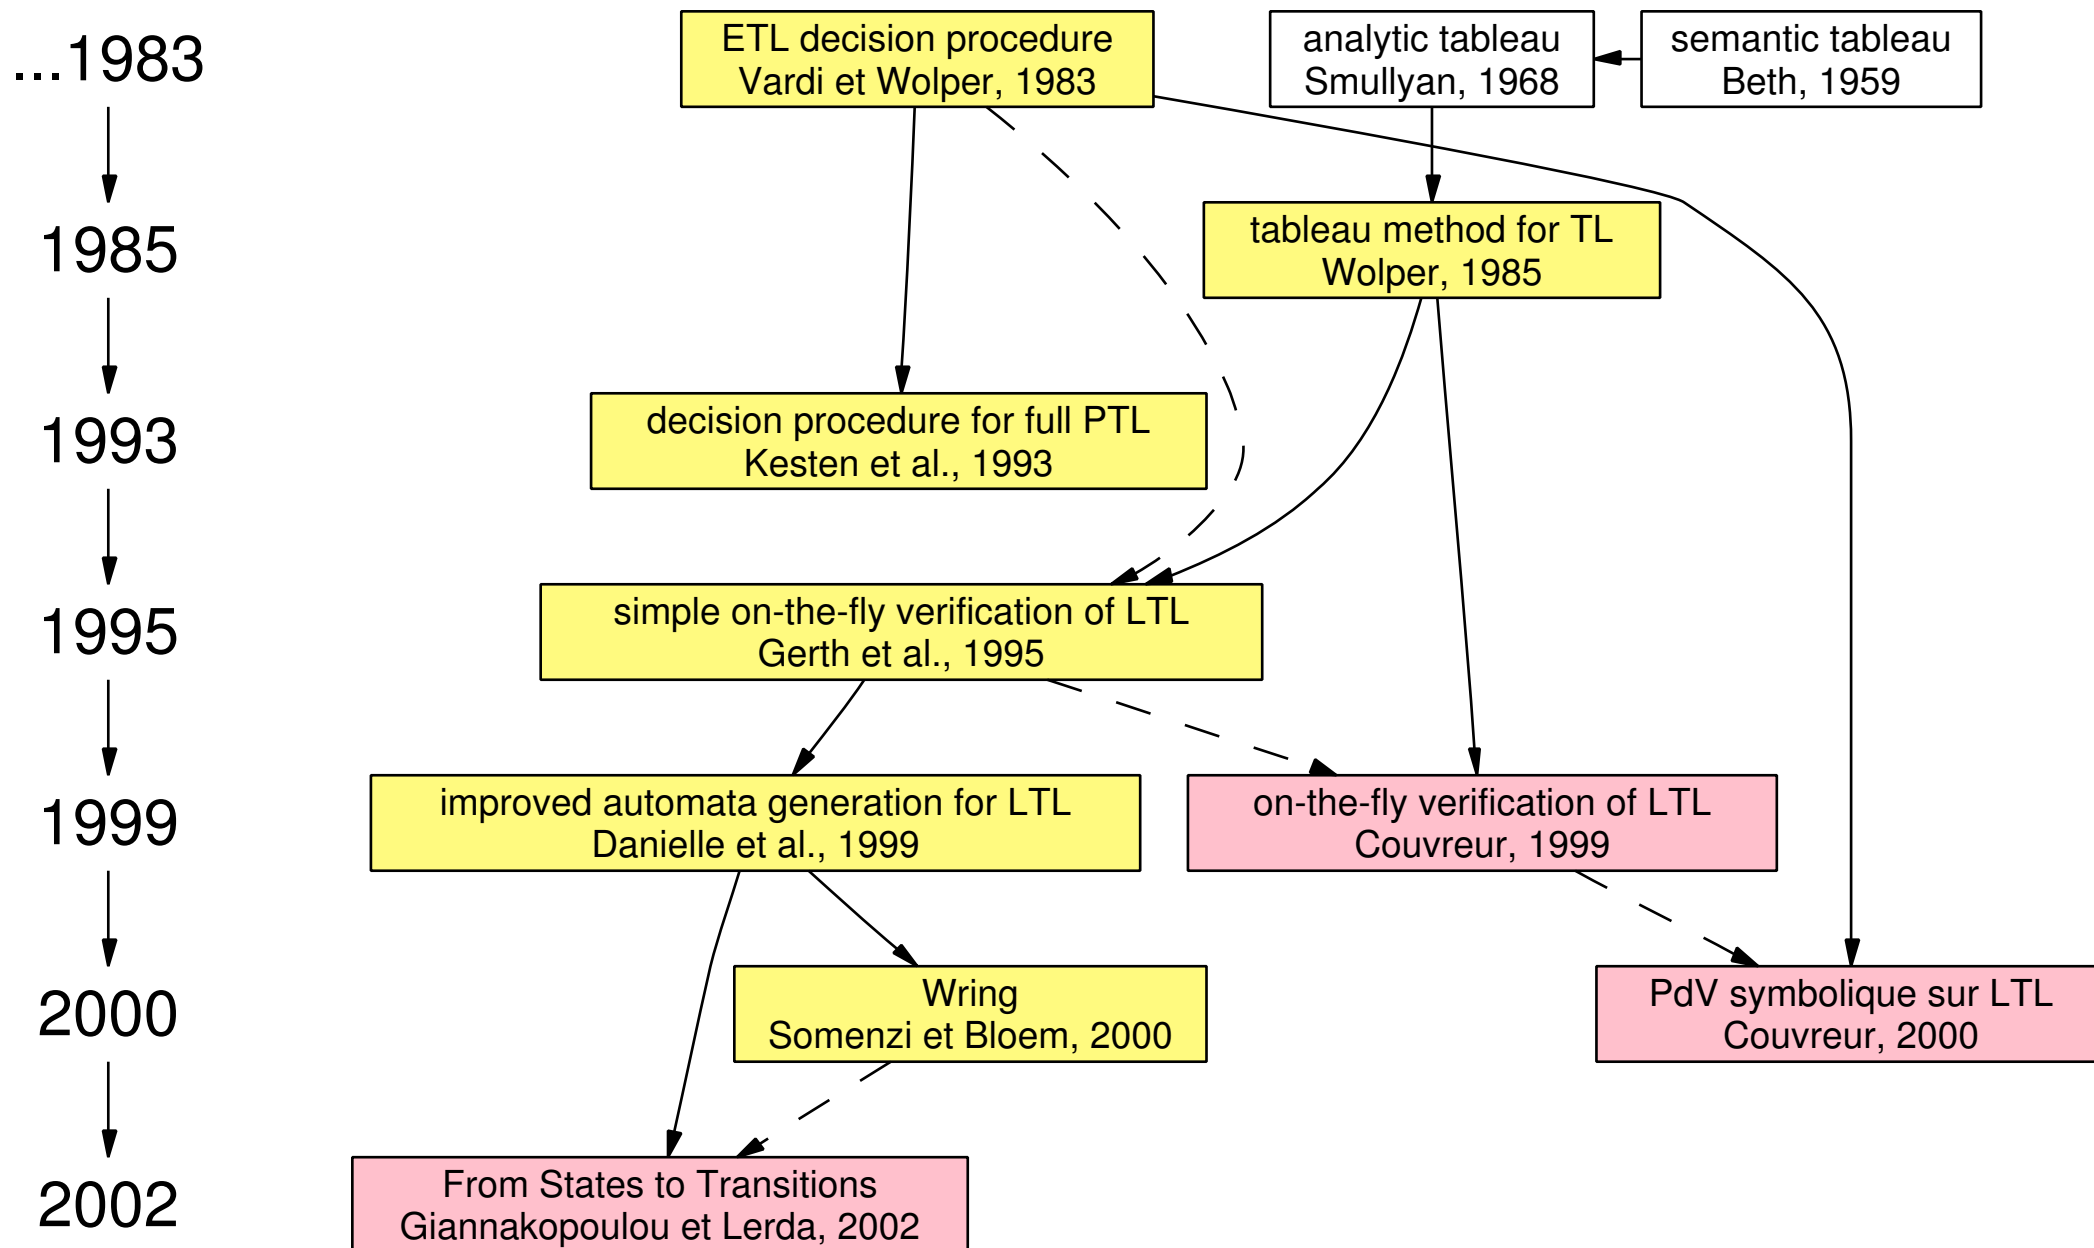 ...1983
ETL decision procedure
Vardi et Wolper, 1983
analytic tableau
Smullyan, 1968
semantic tableau
Beth, 1959
1985
tableau method for TL
Wolper, 1985
1993
decision procedure for full PTL
Kesten et al., 1993
1995
simple on-the-fly verification of LTL
Gerth et al., 1995
1999
improved automata generation for LTL
Danielle et al., 1999
on-the-fly verification of LTL
Couvreur, 1999
2000
Wring
Somenzi et Bloem, 2000
PdV symbolique sur LTL
Couvreur, 2000
2002
From States to Transitions
Giannakopoulou et Lerda, 2002